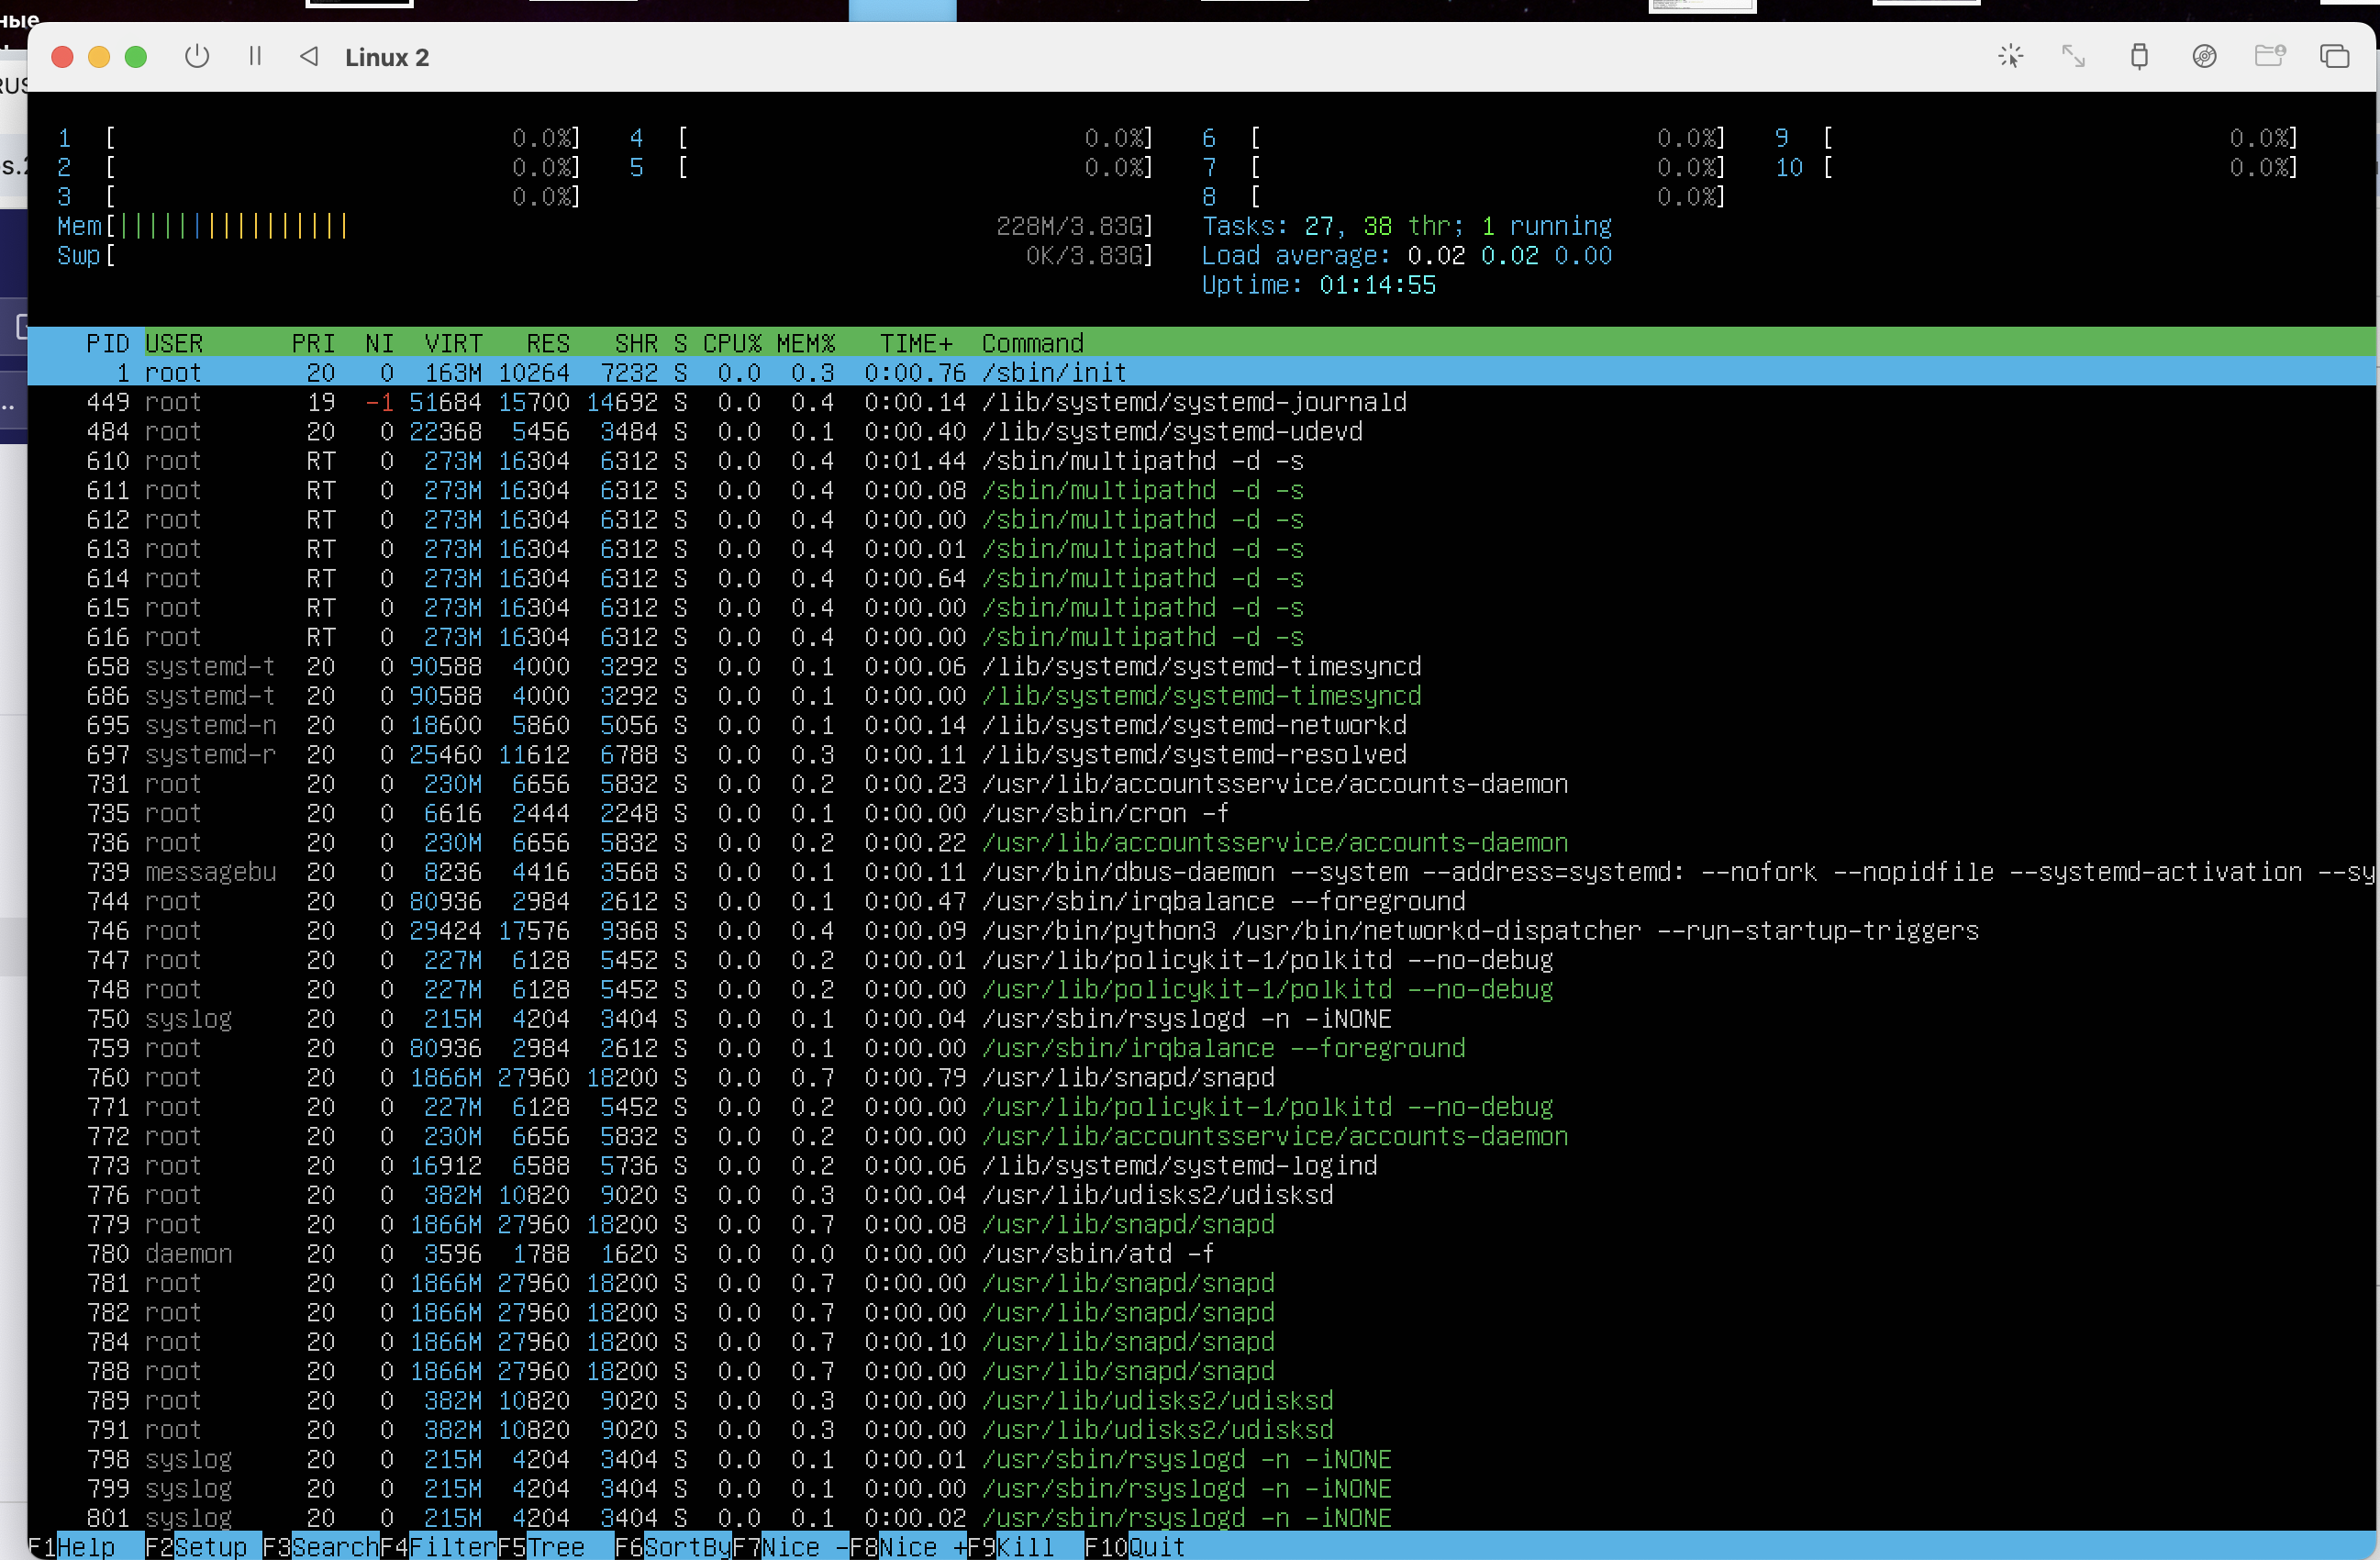 ные
RUS
s.2
Linux 2
1 [ 0.0%] 4 [ 0.0%] 6 [ 0.0%] 9 [ 0.0%]
2 [ 0.0%] 5 [ 0.0%] 7 [ 0.0%] 10 [ 0.0%]
3 [ 0.0%] 8 [ 0.0%]
Mem[|||||||||||||||| 228M/3.83G] Tasks: 27, 38 thr; 1 running
Swp[ 0K/3.83G] Load average: 0.02 0.02 0.00
Uptime: 01:14:55
PID USER PRI NI VIRT RES SHR S CPU% MEM% TIME+ Command
1 root 20 0 163M 10264 7232 S 0.0 0.3 0:00.76 /sbin/init
449 root 19 -1 51684 15700 14692 S 0.0 0.4 0:00.14 /lib/systemd/systemd-journald
484 root 20 0 22368 5456 3484 S 0.0 0.1 0:00.40 /lib/systemd/systemd-udevd
610 root RT 0 273M 16304 6312 S 0.0 0.4 0:01.44 /sbin/multipathd -d -s
611 root RT 0 273M 16304 6312 S 0.0 0.4 0:00.08 /sbin/multipathd -d -s
612 root RT 0 273M 16304 6312 S 0.0 0.4 0:00.00 /sbin/multipathd -d -s
613 root RT 0 273M 16304 6312 S 0.0 0.4 0:00.01 /sbin/multipathd -d -s
614 root RT 0 273M 16304 6312 S 0.0 0.4 0:00.64 /sbin/multipathd -d -s
615 root RT 0 273M 16304 6312 S 0.0 0.4 0:00.00 /sbin/multipathd -d -s
616 root RT 0 273M 16304 6312 S 0.0 0.4 0:00.00 /sbin/multipathd -d -s
658 systemd-t 20 0 90588 4000 3292 S 0.0 0.1 0:00.06 /lib/systemd/systemd-timesyncd
686 systemd-t 20 0 90588 4000 3292 S 0.0 0.1 0:00.00 /lib/systemd/systemd-timesyncd
695 systemd-n 20 0 18600 5860 5056 S 0.0 0.1 0:00.14 /lib/systemd/systemd-networkd
697 systemd-r 20 0 25460 11612 6788 S 0.0 0.3 0:00.11 /lib/systemd/systemd-resolved
731 root 20 0 230M 6656 5832 S 0.0 0.2 0:00.23 /usr/lib/accountsservice/accounts-daemon
735 root 20 0 6616 2444 2248 S 0.0 0.1 0:00.00 /usr/sbin/cron -f
736 root 20 0 230M 6656 5832 S 0.0 0.2 0:00.22 /usr/lib/accountsservice/accounts-daemon
739 messagebu 20 0 8236 4416 3568 S 0.0 0.1 0:00.11 /usr/bin/dbus-daemon --system --address=systemd: --nofork --nopidfile --systemd-activation --sy
744 root 20 0 80936 2984 2612 S 0.0 0.1 0:00.47 /usr/sbin/irqbalance --foreground
746 root 20 0 29424 17576 9368 S 0.0 0.4 0:00.09 /usr/bin/python3 /usr/bin/networkd-dispatcher --run-startup-triggers
747 root 20 0 227M 6128 5452 S 0.0 0.2 0:00.01 /usr/lib/policykit-1/polkitd --no-debug
748 root 20 0 227M 6128 5452 S 0.0 0.2 0:00.00 /usr/lib/policykit-1/polkitd --no-debug
750 syslog 20 0 215M 4204 3404 S 0.0 0.1 0:00.04 /usr/sbin/rsyslogd -n -iNONE
759 root 20 0 80936 2984 2612 S 0.0 0.1 0:00.00 /usr/sbin/irqbalance --foreground
760 root 20 0 1866M 27960 18200 S 0.0 0.7 0:00.79 /usr/lib/snapd/snapd
771 root 20 0 227M 6128 5452 S 0.0 0.2 0:00.00 /usr/lib/policykit-1/polkitd --no-debug
772 root 20 0 230M 6656 5832 S 0.0 0.2 0:00.00 /usr/lib/accountsservice/accounts-daemon
773 root 20 0 16912 6588 5736 S 0.0 0.2 0:00.06 /lib/systemd/systemd-logind
776 root 20 0 382M 10820 9020 S 0.0 0.3 0:00.04 /usr/lib/udisks2/udisksd
779 root 20 0 1866M 27960 18200 S 0.0 0.7 0:00.08 /usr/lib/snapd/snapd
780 daemon 20 0 3596 1788 1620 S 0.0 0.0 0:00.00 /usr/sbin/atd -f
781 root 20 0 1866M 27960 18200 S 0.0 0.7 0:00.00 /usr/lib/snapd/snapd
782 root 20 0 1866M 27960 18200 S 0.0 0.7 0:00.00 /usr/lib/snapd/snapd
784 root 20 0 1866M 27960 18200 S 0.0 0.7 0:00.10 /usr/lib/snapd/snapd
788 root 20 0 1866M 27960 18200 S 0.0 0.7 0:00.00 /usr/lib/snapd/snapd
789 root 20 0 382M 10820 9020 S 0.0 0.3 0:00.00 /usr/lib/udisks2/udisksd
791 root 20 0 382M 10820 9020 S 0.0 0.3 0:00.00 /usr/lib/udisks2/udisksd
798 syslog 20 0 215M 4204 3404 S 0.0 0.1 0:00.01 /usr/sbin/rsyslogd -n -iNONE
799 syslog 20 0 215M 4204 3404 S 0.0 0.1 0:00.00 /usr/sbin/rsyslogd -n -iNONE
801 syslog 20 0 215M 4204 3404 S 0.0 0.1 0:00.02 /usr/sbin/rsyslogd -n -iNONE
F1Help F2Setup F3SearchF4FilterF5Tree F6SortByF7Nice -F8Nice +F9Kill F10Quit